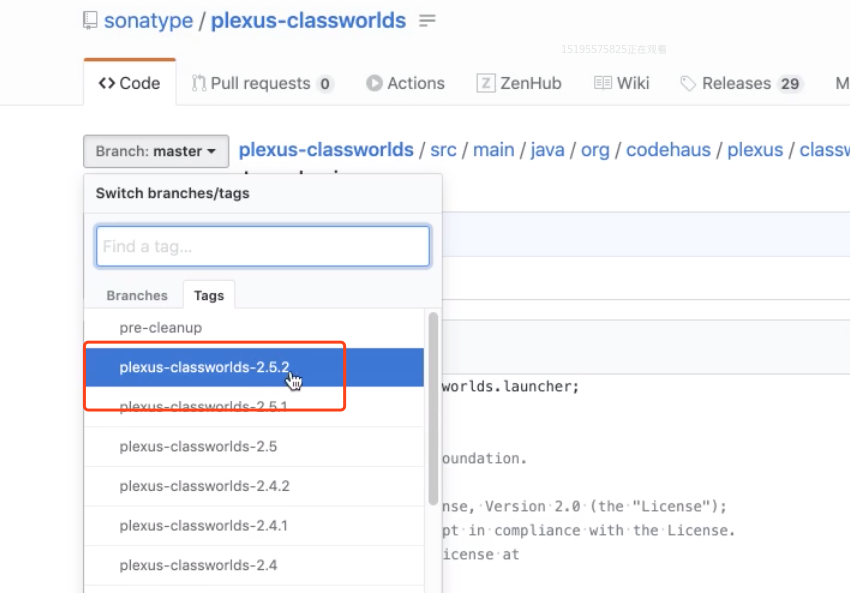 sonatype / plexus-classworlds
15195575825正在观看
Code Pull requests 0 Actions ZenHub Wiki Releases 29 M
Branch: master plexus-classworlds / src / main / java / org / codehaus / plexus / classw
Switch branches/tags
Find a tag...
Branches Tags
pre-cleanup
plexus-classworlds-2.5.2
worlds.launcher;
plexus-classworlds-2.5.1
plexus-classworlds-2.5
oundation.
plexus-classworlds-2.4.2
nse, Version 2.0 (the "License");
plexus-classworlds-2.4.1
pt in compliance with the License.
icense at
plexus-classworlds-2.4